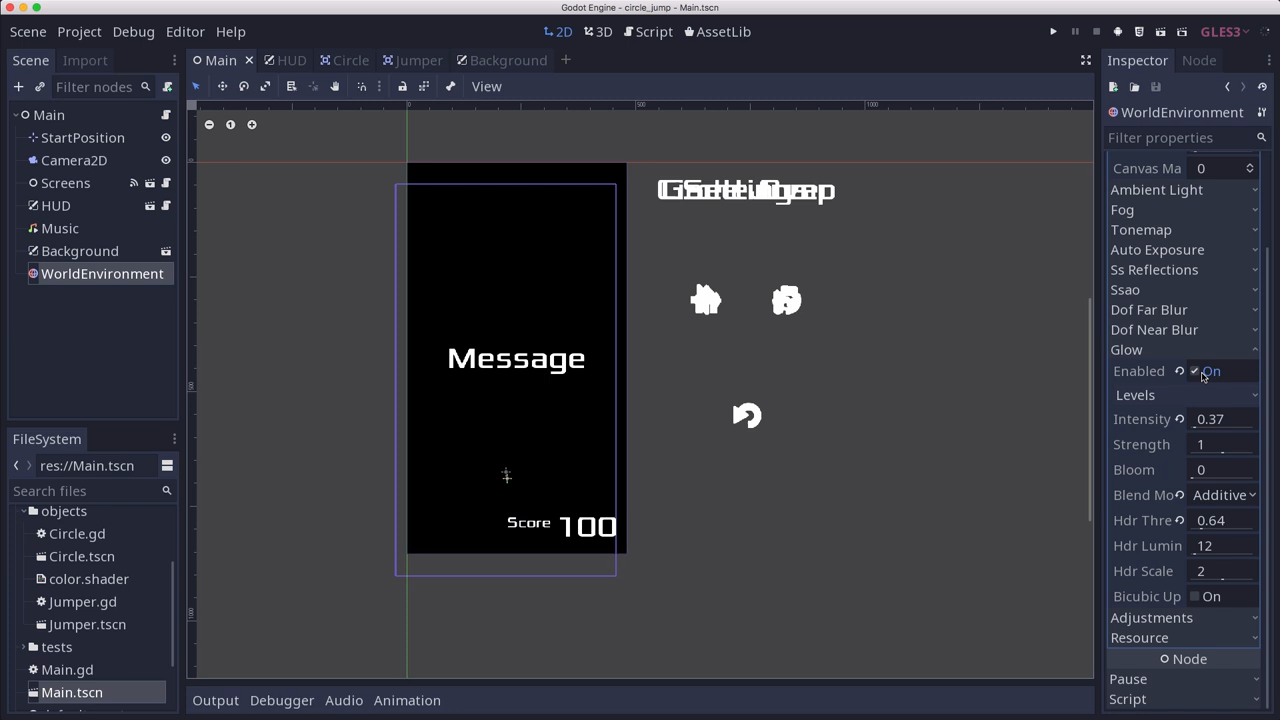 Godot Engine - circle_jump - Main.tscn
Scene Project Debug Editor Help
2D 3D Script AssetLib
GLES3
Scene Import
Filter nodes
Main
StartPosition
Camera2D
Screens
HUD
Music
Background
WorldEnvironment
FileSystem
res://Main.tscn
Search files
objects
Circle.gd
Circle.tscn
color.shader
Jumper.gd
Jumper.tscn
tests
Main.gd
Main.tscn
Main HUD Circle Jumper Background
View
0 500 1000
1
Message
Score 100
500
1000
Output Debugger Audio Animation
Inspector Node
WorldEnvironment
Filter properties
Canvas Ma 0
Ambient Light
Fog
Tonemap
Auto Exposure
Ss Reflections
Ssao
Dof Far Blur
Dof Near Blur
Glow
Enabled On
Levels
Intensity 0.37
Strength 1
Bloom 0
Blend Mo Additive
Hdr Thre 0.64
Hdr Lumin 12
Hdr Scale 2
Bicubic Up On
Adjustments
Resource
Node
Pause
Script